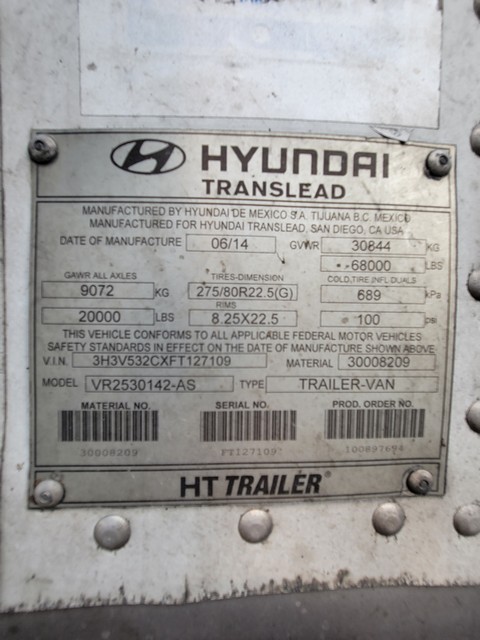 HYUNDAI
TRANSLEAD
MANUFACTURED BY HYUNDAI DE MEXICO S.A. TIJUANA B.C. MEXICO
MANUFACTURED FOR HYUNDAI TRANSLEAD, SAN DIEGO, CA USA
DATE OF MANUFACTURE 06/14 GVWR 30844 KG
68000 LBS
GAWR ALL AXLES TIRES-DIMENSION COLD TIRE INFL DUALS
9072 KG 275/80R22.5(G) 689 kPa
RIMS
20000 LBS 8.25X22.5 100 psi
THIS VEHICLE CONFORMS TO ALL APPLICABLE FEDERAL MOTOR VEHICLES
SAFETY STANDARDS IN EFFECT ON THE DATE OF MANUFACTURE SHOWN ABOVE
V.I.N. 3H3V532CXFT127109 MATERIAL 30008209
MODEL VR2530142-AS TYPE TRAILER-VAN
MATERIAL NO. SERIAL NO. PROD. ORDER NO.
30008209 FT127109 100897694
HT TRAILER®